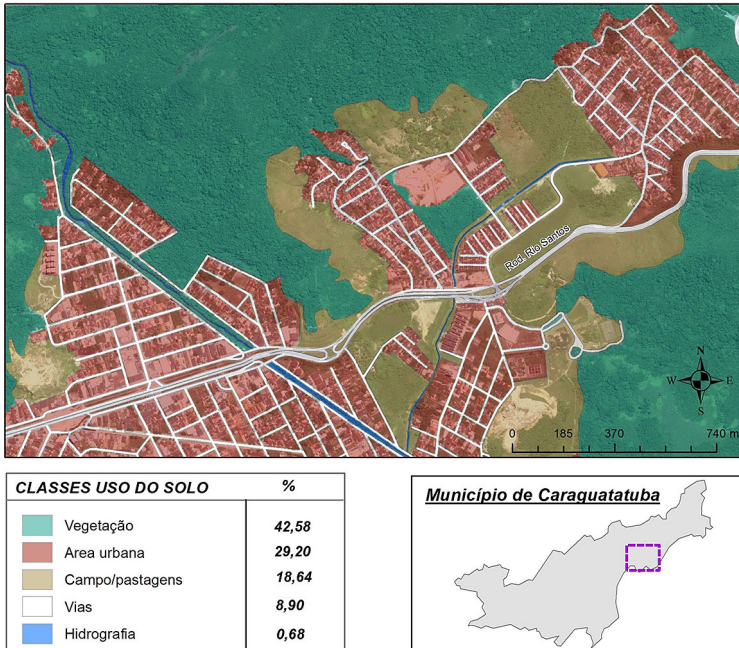 Rod. Rio Santos
N
W E
S
0 185 370 740 m
CLASSES USO DO SOLO %
Vegetação 42,58
Area urbana 29,20
Campo/pastagens 18,64
Vias 8,90
Hidrografia 0,68
Município de Caraguatatuba